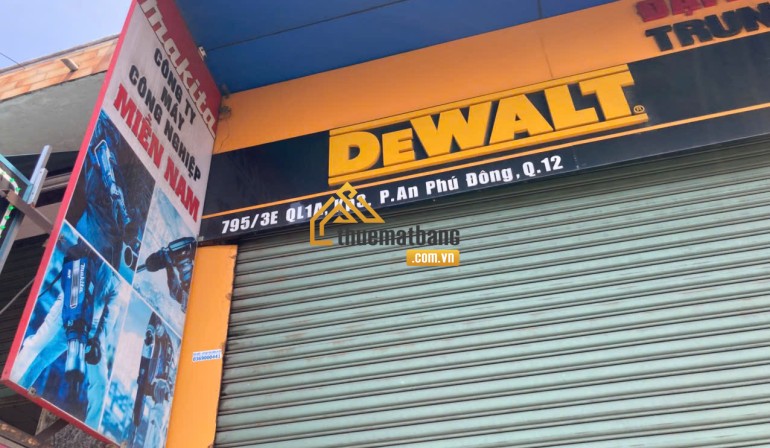 makita
CÔNG TY
MÁY
CÔNG NGHIỆP
MIỀN NAM
TRUN
DEWALT®
795/3E QL1A, KP3, P.An Phú Đông, Q.12
thuematbang
.com.vn